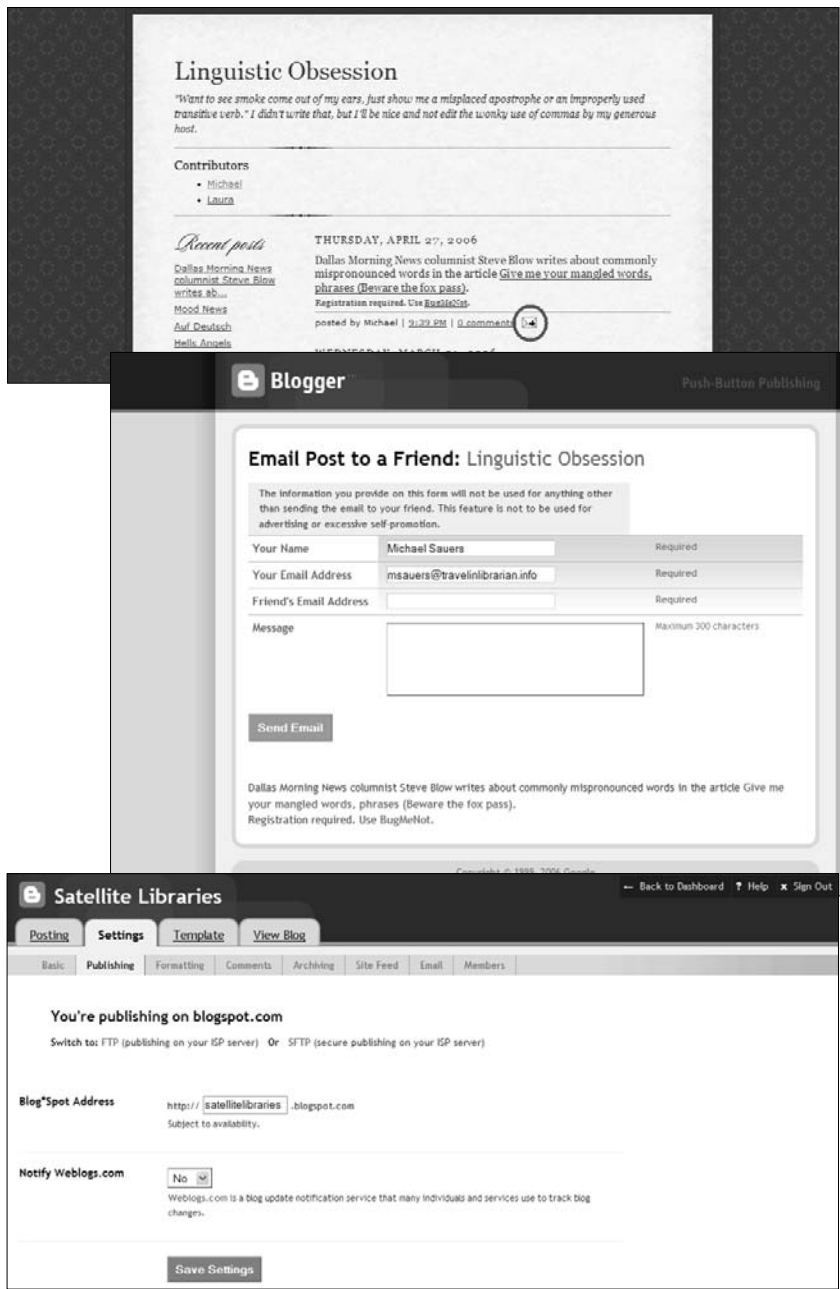 Linguistic Obsession
"Want to see smoke come out of my ears, just show me a misplaced apostrophe or an improperly used
transitive verb." I didn't write that, but I'll be nice and not edit the wonky use of commas by my generous
host.
Contributors
• Michael
• Laura
Recent posts
Dallas Morning News
columnist Steve Blow
writes ab...
Mood News
Auf Deutsch
Hells Angels
THURSDAY, APRIL 27, 2006
Dallas Morning News columnist Steve Blow writes about commonly
mispronounced words in the article Give me your mangled words,
phrases (Beware the fox pass).
Registration required. Use BugMeNot.
posted by Michael | 9:39 PM | 0 comments
Blogger
Push-Button Publishing
Email Post to a Friend: Linguistic Obsession
The information you provide on this form will not be used for anything other
than sending the email to your friend. This feature is not to be used for
advertising or excessive self-promotion.
Your Name Michael Sauers Required
Your Email Address msauers@travelinlibrarian.info Required
Friend's Email Address Required
Message Maximum 300 characters
Send Email
Dallas Morning News columnist Steve Blow writes about commonly mispronounced words in the article Give me
your mangled words, phrases (Beware the fox pass).
Registration required. Use BugMeNot.
Copyright © 1999, 2006 Google
Satellite Libraries
← Back to Dashboard ? Help x Sign Out
Posting Settings Template View Blog
Basic Publishing Formatting Comments Archiving Site Feed Email Members
You're publishing on blogspot.com
Switch to: FTP (publishing on your ISP server) Or SFTP (secure publishing on your ISP server)
Blog*Spot Address http:// satellitelibraries .blogspot.com
Subject to availability.
Notify Weblogs.com No
Weblogs.com is a blog update notification service that many individuals and services use to track blog
changes.
Save Settings